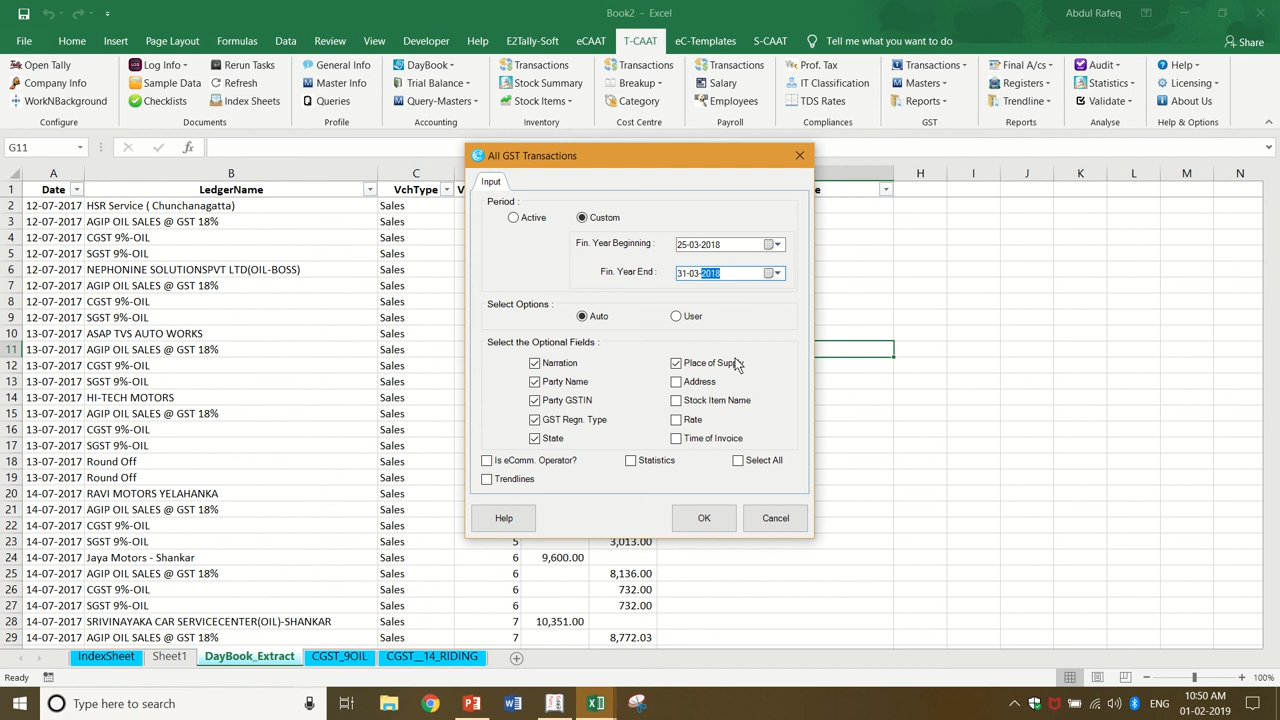 Book2 - Excel
Abdul Rafeq
File Home Insert Page Layout Formulas Data Review View Developer Help E2Tally-Soft eCAAT T-CAAT eC-Templates S-CAAT Tell me what you want to do Share
Open Tally Log Info Rerun Tasks General Info DayBook Transactions Transactions Transactions Prof. Tax Transactions Final A/cs Audit Help
Company Info Sample Data Refresh Master Info Trial Balance Stock Summary Breakup Salary IT Clasification Masters Registers Statistics Licensing
WorkNBackground Checklists Index Sheets Queries Query-Masters Stock Items Category Employees TDS Rates Reports Trendline Validate About Us
Configure Documents Profile Accounting Inventory Cost Centre Payroll Compliances GST Reports Analyse Help & Options
G11 fx
A B C H I J K L M N
1 Date LedgerName VchType V e
2 12-07-2017 HSR Service ( Chunchanagatta) Sales
3 12-07-2017 AGIP OIL SALES @ GST 18% Sales
4 12-07-2017 CGST 9%-OIL Sales
5 12-07-2017 SGST 9%-OIL Sales
6 12-07-2017 NEPHONINE SOLUTIONSPVT LTD(OIL-BOSS) Sales
7 12-07-2017 AGIP OIL SALES @ GST 18% Sales
8 12-07-2017 CGST 9%-OIL Sales
9 12-07-2017 SGST 9%-OIL Sales
10 13-07-2017 ASAP TVS AUTO WORKS Sales
11 13-07-2017 AGIP OIL SALES @ GST 18% Sales
12 13-07-2017 CGST 9%-OIL Sales
13 13-07-2017 SGST 9%-OIL Sales
14 13-07-2017 HI-TECH MOTORS Sales
15 13-07-2017 AGIP OIL SALES @ GST 18% Sales
16 13-07-2017 CGST 9%-OIL Sales
17 13-07-2017 SGST 9%-OIL Sales
18 13-07-2017 Round Off Sales
19 13-07-2017 Round Off Sales
20 14-07-2017 RAVI MOTORS YELAHANKA Sales
21 14-07-2017 AGIP OIL SALES @ GST 18% Sales
22 14-07-2017 CGST 9%-OIL Sales
23 14-07-2017 SGST 9%-OIL Sales 5 3,013.00
24 14-07-2017 Jaya Motors - Shankar Sales 6 9,600.00
25 14-07-2017 AGIP OIL SALES @ GST 18% Sales 6 8,136.00
26 14-07-2017 CGST 9%-OIL Sales 6 732.00
27 14-07-2017 SGST 9%-OIL Sales 6 732.00
28 14-07-2017 SRIVINAYAKA CAR SERVICECENTER(OIL)-SHANKAR Sales 7 10,351.00
29 14-07-2017 AGIP OIL SALES @ GST 18% Sales 7 8,772.03
All GST Transactions
Input
Period :
Active Custom
Fin. Year Beginning : 25-03-2018
Fin. Year End : 31-03-2018
Select Options :
Auto User
Select the Optional Fields :
Narration Place of Supply
Party Name Address
Party GSTIN Stock Item Name
GST Regn. Type Rate
State Time of Invoice
Is eComm. Operator? Statistics Select All
Trendlines
Help OK Cancel
IndexSheet Sheet1 DayBook_Extract CGST_9OIL CGST__14_RIDING
Ready 100%
Type here to search
10:50 AM
01-02-2019